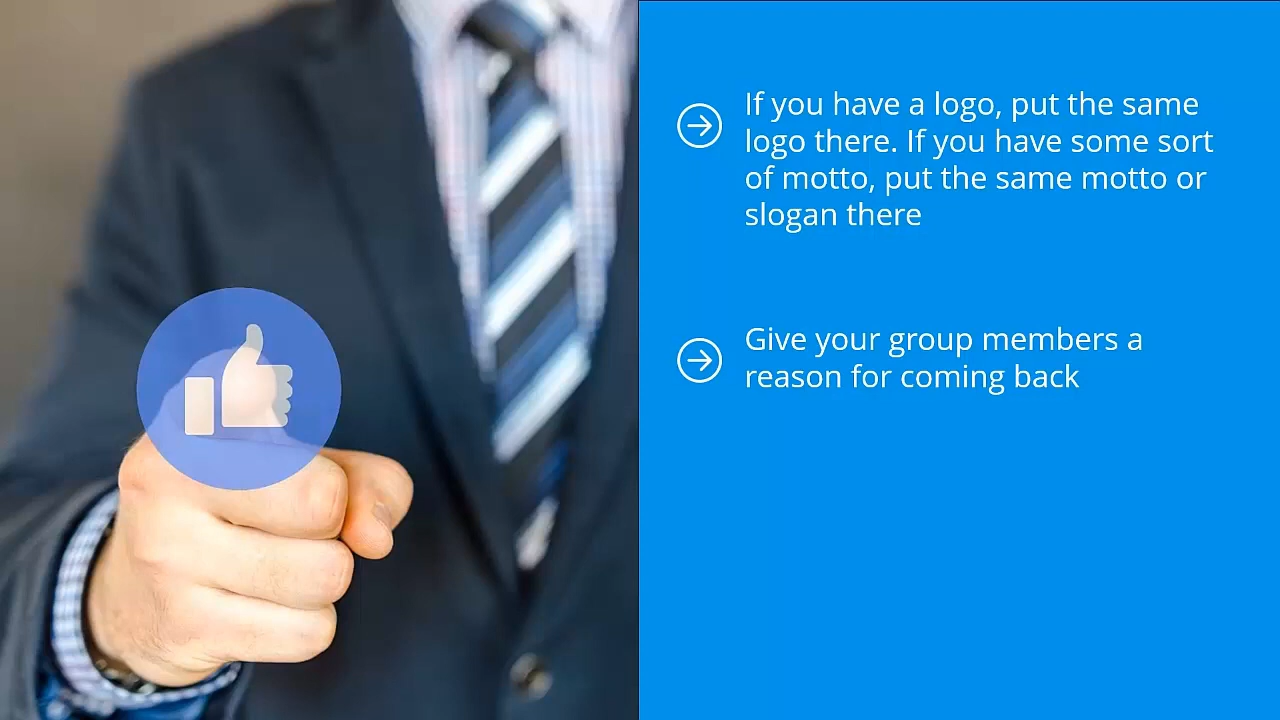 If you have a logo, put the same
logo there. If you have some sort
of motto, put the same motto or
slogan there
Give your group members a
reason for coming back